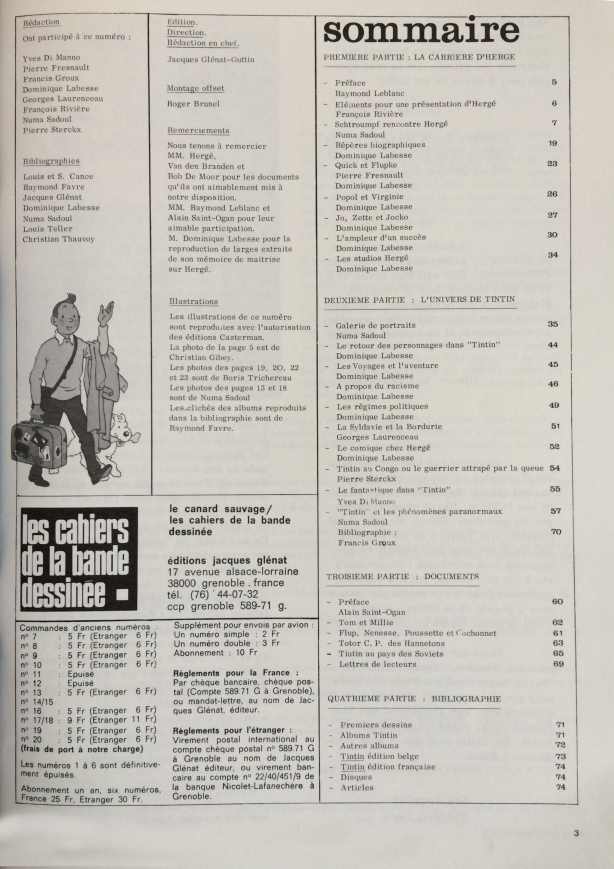 Rédaction
Ont participé à ce numéro :
Yves Di Manno
Pierre Fresnault
Francis Groux
Dominique Labesse
Georges Laurenceau
François Rivière
Numa Sadoul
Pierre Sterckx
Bibliographies
Louis et S. Cance
Raymond Favre
Jacques Glénat
Dominique Labesse
Numa Sadoul
Louis Teller
Christian Thauvoy
Edition.
Direction.
Rédaction en chef.
Jacques Glénat-Guttin
Montage offset
Roger Brunel
Remerciements
Nous tenons à remercier
MM. Hergé,
Van den Branden et
Bob De Moor pour les documents
qu'ils ont aimablement mis à
notre disposition.
MM. Raymond Leblanc et
Alain Saint-Ogan pour leur
aimable participation.
M. Dominique Labesse pour la
reproduction de larges extraits
de son mémoire de maitrise
sur Hergé.
Illustrations
Les illustrations de ce numéro
sont reproduites avec l'autorisation
des éditions Casterman.
La photo de la page 5 est de
Christian Gibey.
Les photos des pages 19, 20, 22
et 23 sont de Boris Trichereau
Les photos des pages 13 et 18
sont de Numa Sadoul
Les clichés des albums reproduits
dans la bibliographie sont de
Raymond Favre.
les cahiers
de la bande
dessinée
le canard sauvage/
les cahiers de la bande
dessinée
éditions jacques glénat
17 avenue alsace-lorraine
38000 grenoble . france
tél. (76) 44-07-32
ccp grenoble 589-71 g.
Commandes d'anciens numéros :
n° 7 : 5 Fr (Etranger 6 Fr)
n° 8 : 5 Fr (Etranger 6 Fr)
n° 9 : 5 Fr (Etranger 6 Fr)
n° 10 : 5 Fr (Etranger 6 Fr)
n° 11 : Epuisé
n° 12 : Epuisé
n° 13 : 5 Fr (Etranger 6 Fr)
n° 14/15
n° 16 : 5 Fr (Etranger 6 Fr)
n° 17/18 : 9 Fr (Etranger 11 Fr)
n° 19 : 5 Fr (Etranger 6 Fr)
n° 20 : 5 Fr (Etranger 6 Fr)
(frais de port à notre charge)
Les numéros 1 à 6 sont définitive-
ment épuisés.
Abonnement un an, six numéros,
France 25 Fr, Etranger 30 Fr.
Supplément pour envois par avion :
Un numéro simple : 2 Fr
Un numéro double : 3 Fr
Abonnement : 10 Fr
Règlements pour la France :
Par chèque bancaire, chèque pos-
tal (Compte 589.71 G à Grenoble),
ou mandat-lettre, au nom de Jac-
ques Glénat, éditeur.
Règlements pour l'étranger :
Virement postal international au
compte chèque postal n° 589.71 G
à Grenoble au nom de Jacques
Glénat éditeur, ou virement ban-
caire au compte n° 22/40/451/9 de
la banque Nicolet-Lafanechere à
Grenoble.
sommaire
PREMIERE PARTIE : LA CARRIERE D'HERGE
- Préface 5
Raymond Leblanc
- Eléments pour une présentation d'Hergé 6
François Rivière
- Schtroumpf rencontre Hergé 7
Numa Sadoul
- Répères biographiques 19
Dominique Labesse
- Quick et Flupke 23
Pierre Fresnault
Dominique Labesse
- Popol et Virginie 26
Dominique Labesse
- Jo, Zette et Jocko 27
Dominique Labesse
- L'ampleur d'un succès 30
Dominique Labesse
- Les studios Hergé 34
Dominique Labesse
DEUXIEME PARTIE : L'UNIVERS DE TINTIN
- Galerie de portraits 35
Numa Sadoul
- Le retour des personnages dans "Tintin" 44
Dominique Labesse
- Les Voyages et l'aventure 45
Dominique Labesse
- A propos du racisme 46
Dominique Labesse
- Les régimes politiques 49
Dominique Labesse
- La Syldavie et la Bordurie 51
Georges Laurenceau
- Le comique chez Hergé 52
Dominique Labesse
- Tintin au Congo ou le guerrier attrapé par la queue 54
Pierre Sterckx
- Le fantastique dans "Tintin" 55
Yves Di Manno
- "Tintin" et les phénomènes paranormaux 57
Numa Sadoul
Bibliographie : 70
Francis Groux
TROISIEME PARTIE : DOCUMENTS
- Préface 60
Alain Saint-Ogan
- Tom et Millie 62
- Flup, Nenesse, Poussette et Cochonnet 61
- Totor C. P. des Hannetons 63
- Tintin au pays des Soviets 65
- Lettres de lecteurs 69
QUATRIEME PARTIE : BIBLIOGRAPHIE
- Premiers dessins 71
- Albums Tintin 71
- Autres albums 72
- Tintin édition belge 73
- Tintin édition française 74
- Disques 74
- Articles 74
3